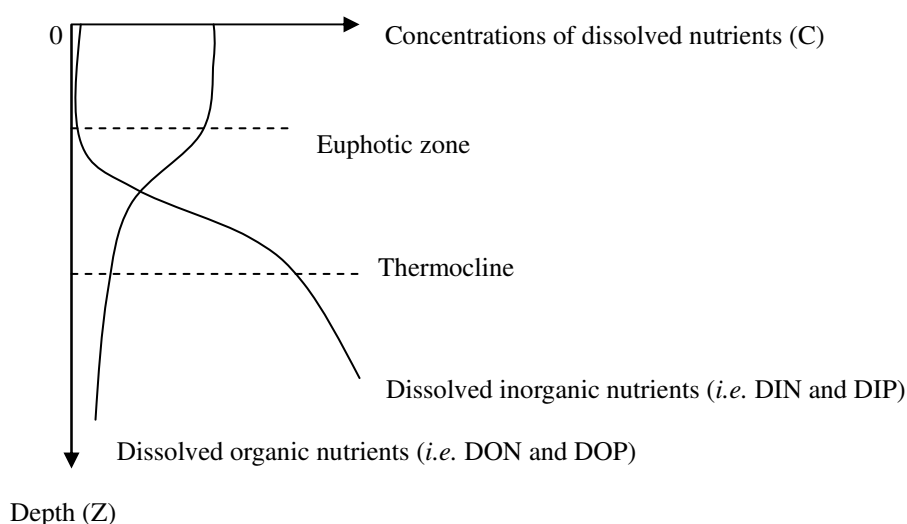 0
Concentrations of dissolved nutrients (C)
Euphotic zone
Thermocline
Dissolved inorganic nutrients (i.e. DIN and DIP)
Dissolved organic nutrients (i.e. DON and DOP)
Depth (Z)